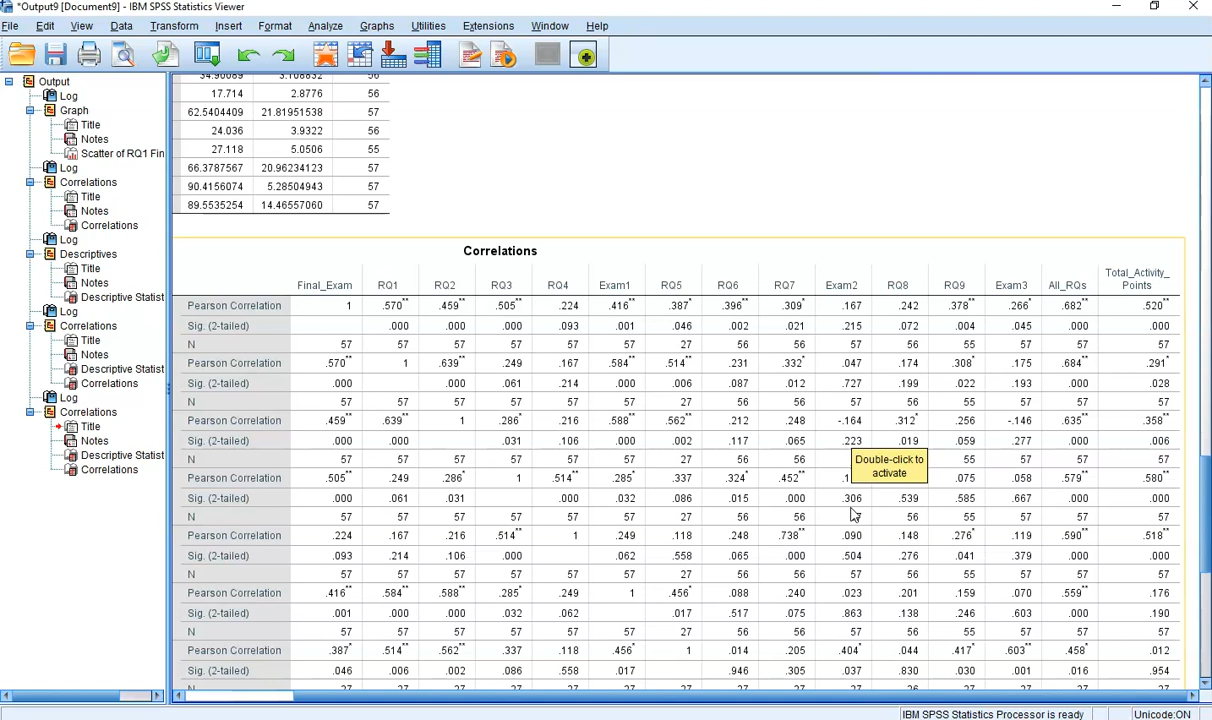 *Output9 [Document9] - IBM SPSS Statistics Viewer
File Edit View Data Transform Insert Format Analyze Graphs Utilities Extensions Window Help
Output
Log
Graph
Title
Notes
Scatter of RQ1 Fin
Log
Correlations
Title
Notes
Correlations
Log
Descriptives
Title
Notes
Descriptive Statist
Log
Correlations
Title
Notes
Descriptive Statist
Correlations
Log
Correlations
Title
Notes
Descriptive Statist
Correlations
34.90089 3.108832 56
17.714 2.8776 56
62.5404409 21.81951538 57
24.036 3.9322 56
27.118 5.0506 55
66.3787567 20.96234123 57
90.4156074 5.28504943 57
89.5535254 14.46557060 57
Correlations
Final_Exam RQ1 RQ2 RQ3 RQ4 Exam1 RQ5 RQ6 RQ7 Exam2 RQ8 RQ9 Exam3 All_RQs Total_Activity_
Points
Pearson Correlation 1 .570** .459** .505** .224 .416** .387* .396** .309* .167 .242 .378** .266* .682** .520**
Sig. (2-tailed) .000 .000 .000 .093 .001 .046 .002 .021 .215 .072 .004 .045 .000 .000
N 57 57 57 57 57 57 27 56 56 57 56 55 57 57 57
Pearson Correlation .570** 1 .639** .249 .167 .584** .514** .231 .332* .047 .174 .308* .175 .684** .291*
Sig. (2-tailed) .000 .000 .061 .214 .000 .006 .087 .012 .727 .199 .022 .193 .000 .028
N 57 57 57 57 57 57 27 56 56 57 56 55 57 57 57
Pearson Correlation .459** .639** 1 .286* .216 .588** .562** .212 .248 -.164 .312* .256 -.146 .635** .358**
Sig. (2-tailed) .000 .000 .031 .106 .000 .002 .117 .065 .223 .019 .059 .277 .000 .006
N 57 57 57 57 57 57 27 56 56 55 57 57 57
Double-click to
activate
Pearson Correlation .505** .249 .286* 1 .514** .285* .337 .324* .452** .075 .058 .579** .580**
Sig. (2-tailed) .000 .061 .031 .000 .032 .086 .015 .000 .306 .539 .585 .667 .000 .000
N 57 57 57 57 57 57 27 56 56 56 55 57 57 57
Pearson Correlation .224 .167 .216 .514** 1 .249 .118 .248 .738** .090 .148 .276* .119 .590** .518**
Sig. (2-tailed) .093 .214 .106 .000 .062 .558 .065 .000 .504 .276 .041 .379 .000 .000
N 57 57 57 57 57 57 27 56 56 57 56 55 57 57 57
Pearson Correlation .416** .584** .588** .285* .249 1 .456* .088 .240 .023 .201 .159 .070 .559** .176
Sig. (2-tailed) .001 .000 .000 .032 .062 .017 .517 .075 .863 .138 .246 .603 .000 .190
N 57 57 57 57 57 57 27 56 56 57 56 55 57 57 57
Pearson Correlation .387* .514** .562** .337 .118 .456* 1 .014 .205 .404* .044 .417* .603** .458* .012
Sig. (2-tailed) .046 .006 .002 .086 .558 .017 .946 .305 .037 .830 .030 .001 .016 .954
N 27 27 27 27 27 27 27 27 27 27 26 27 27 27 27
IBM SPSS Statistics Processor is ready Unicode:ON